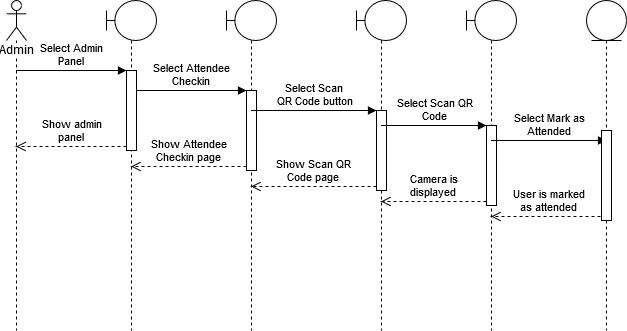 Admin
Select Admin
Panel
Select Attendee
Checkin
Select Scan
QR Code button
Select Scan QR
Code
Select Mark as
Attended
Show admin
panel
Show Attendee
Checkin page
Show Scan QR
Code page
Camera is
displayed
User is marked
as attended